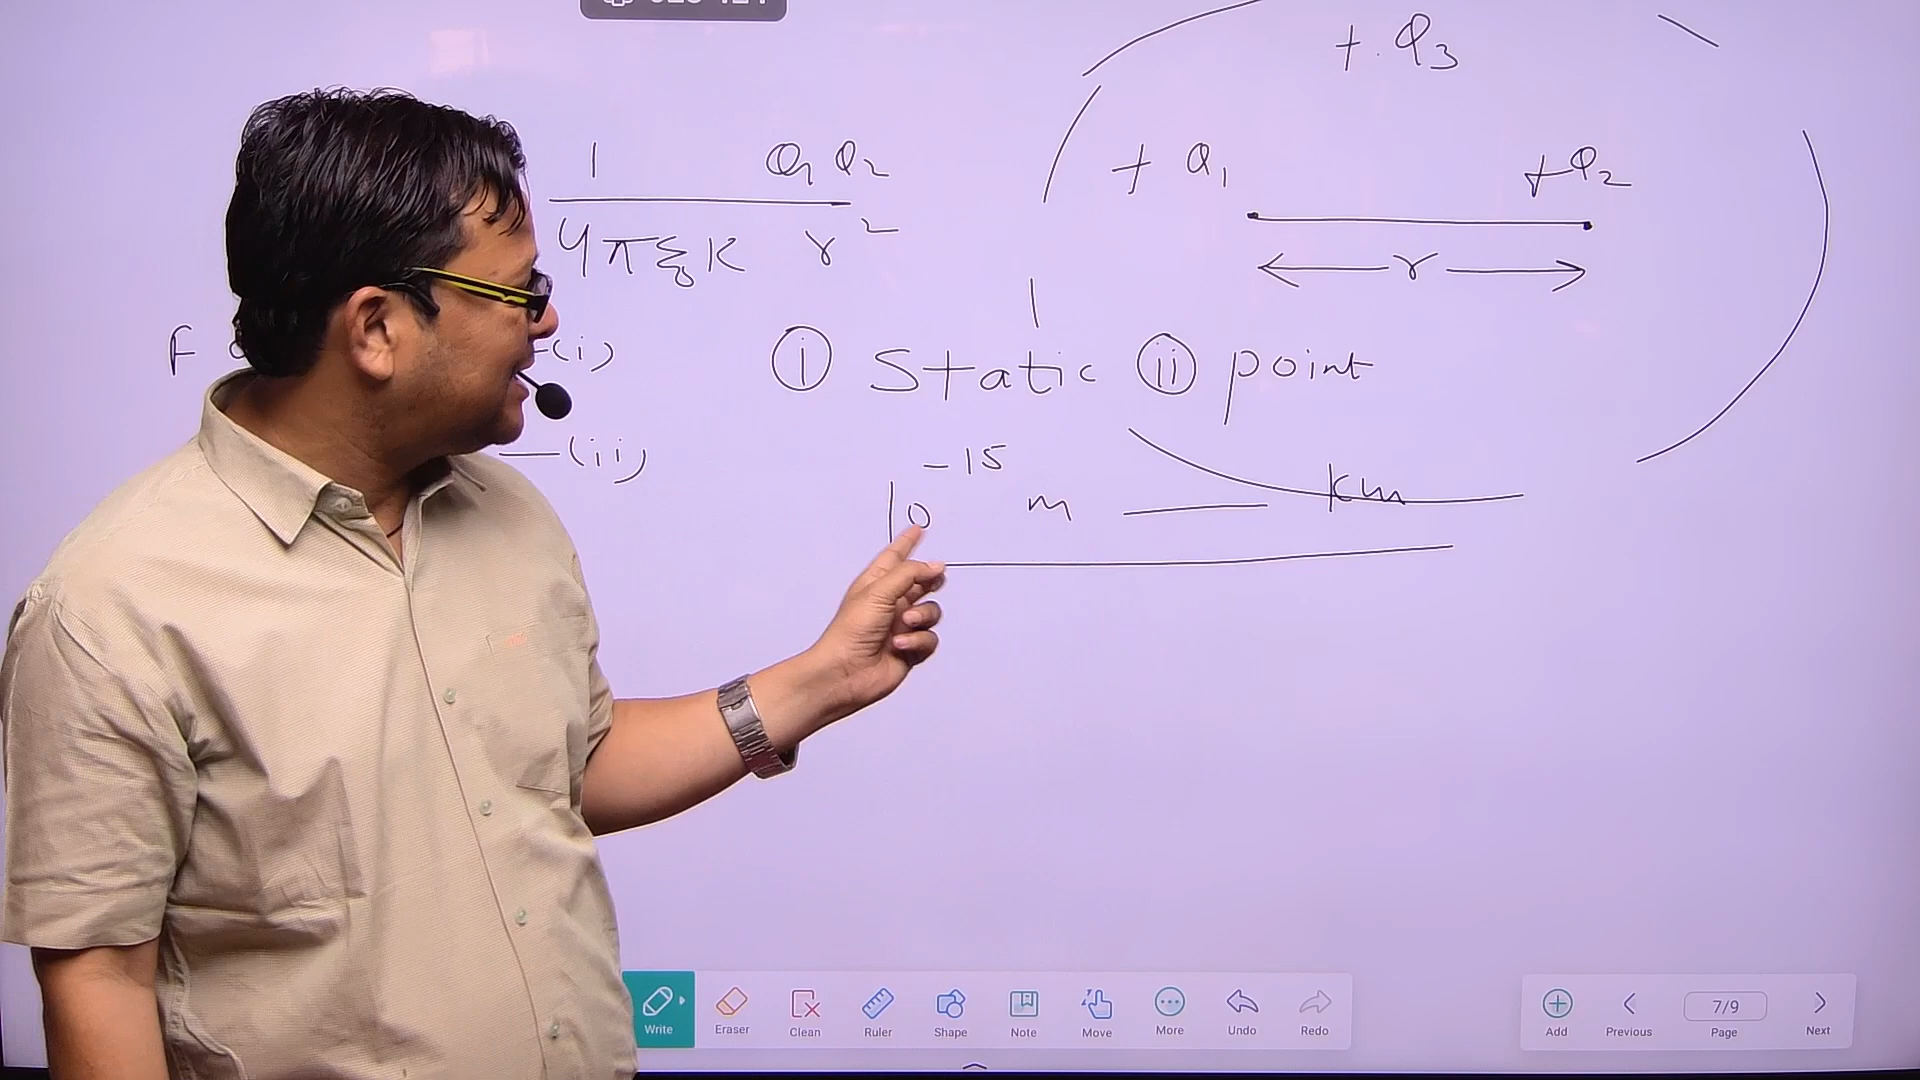 + Q3
1 Q1 Q2
4πε0K r²
+ Q1 +Q2
r
F —(i)
1
(i) Static (ii) point
—(ii)
10^-15 m — km
Write Eraser Clean Ruler Shape Note Move More Undo Redo
Add Previous 7/9 Page Next